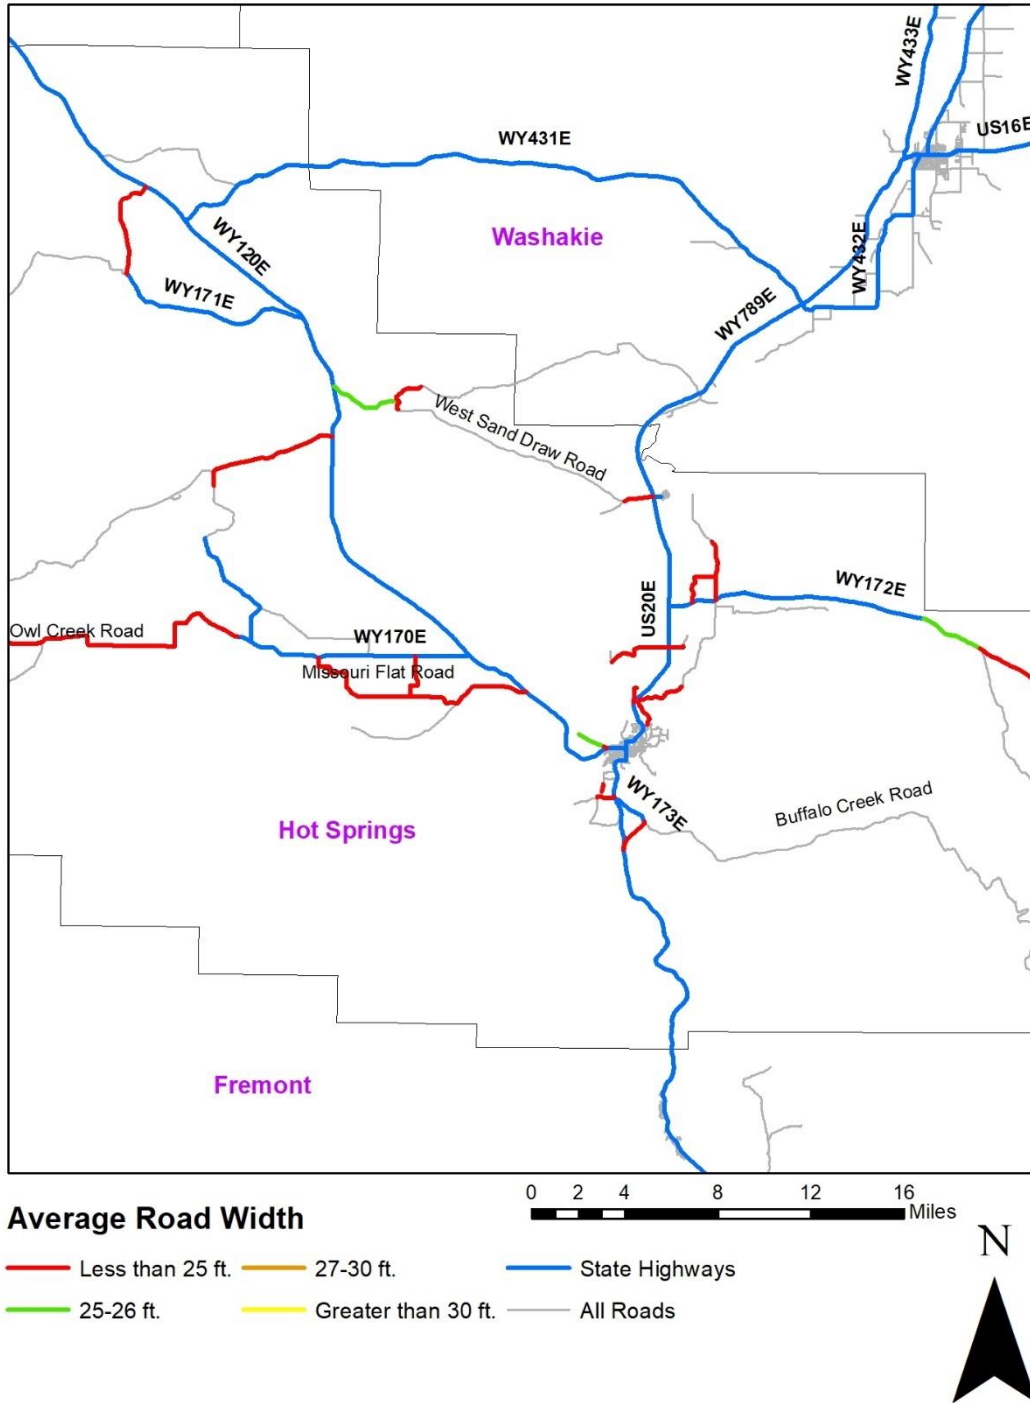 WY433E
US16E
WY431E
Washakie
WY120E
WY432E
WY171E
WY789E
West Sand Draw Road
WY172E
US20E
Owl Creek Road
WY170E
Missouri Flat Road
WY173E
Buffalo Creek Road
Hot Springs
Fremont
0 2 4 8 12 16
Miles
Average Road Width
N
Less than 25 ft. 27-30 ft. State Highways
25-26 ft. Greater than 30 ft. All Roads